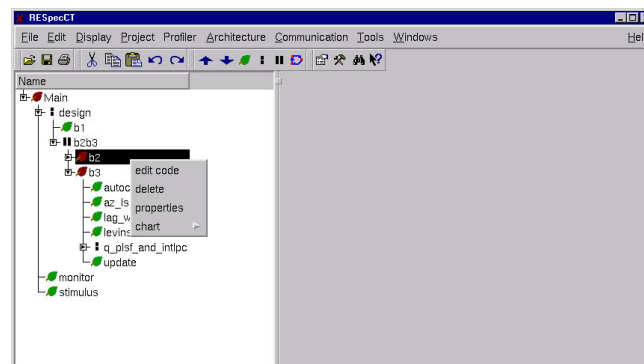 RESpecCT
File Edit Display Project Profiler Architecture Communication Tools Windows
Name
Main
design
b1
b2b3
b2
b3
edit code
delete
properties
chart
q_plsf_and_intlpc
update
monitor
stimulus